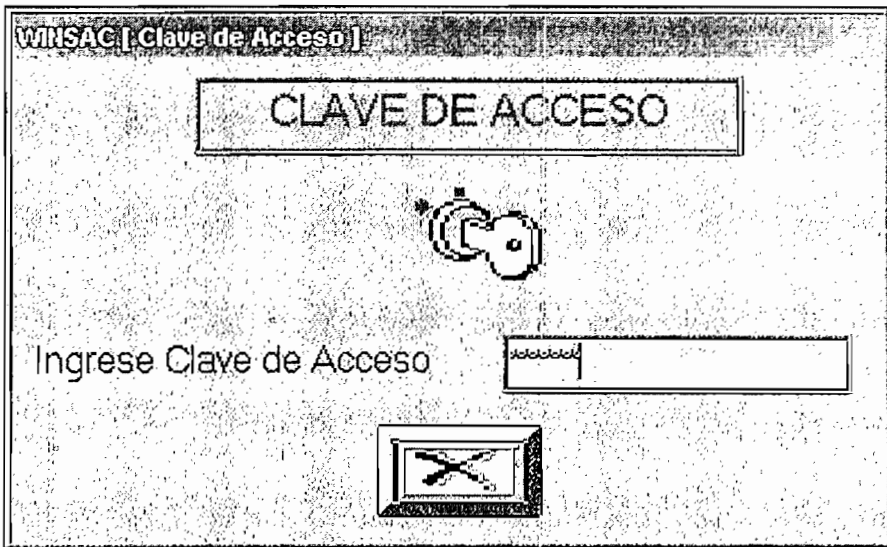 WINSAC [ Clave de Acceso ]
CLAVE DE ACCESO
Ingrese Clave de Acceso
******